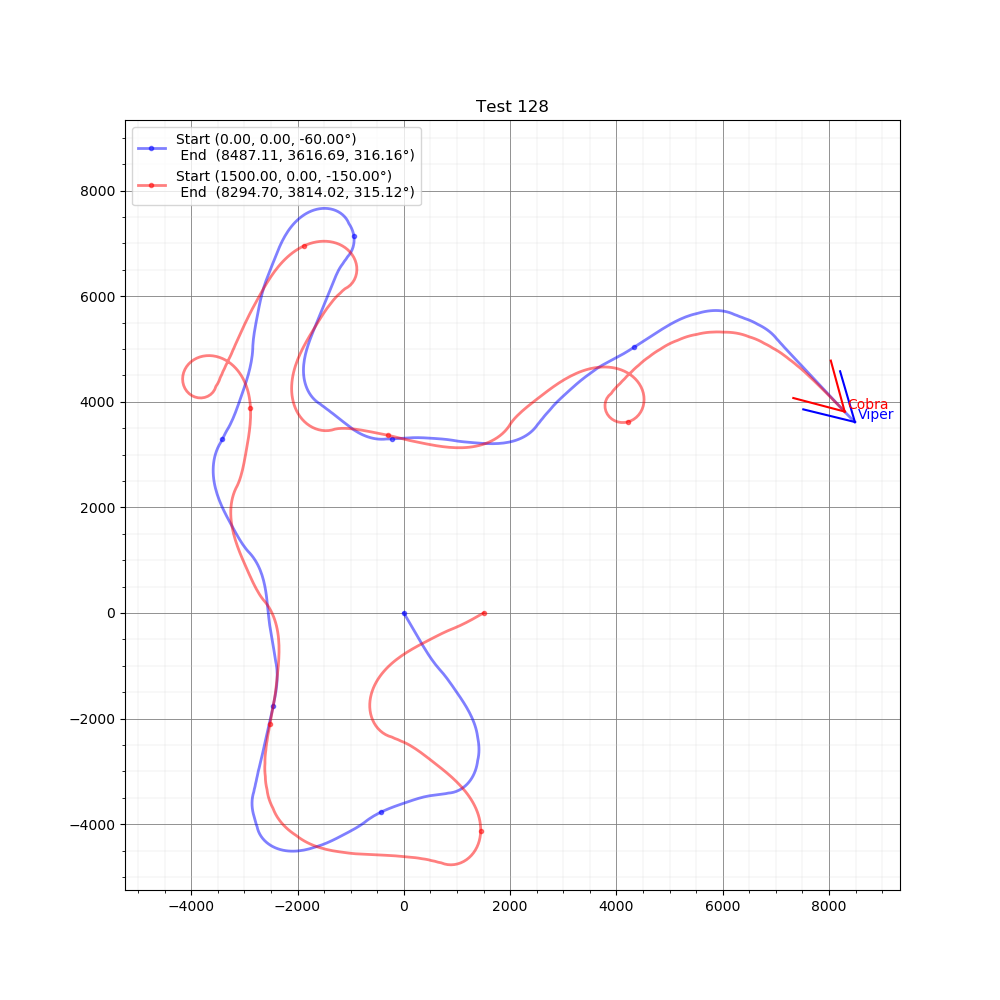 Test 128
Start (0.00, 0.00, -60.00°)
End (8487.11, 3616.69, 316.16°)
Start (1500.00, 0.00, -150.00°)
End (8294.70, 3814.02, 315.12°)
8000
6000
4000
2000
0
−2000
−4000
Cobra
Viper
−4000 −2000 0 2000 4000 6000 8000